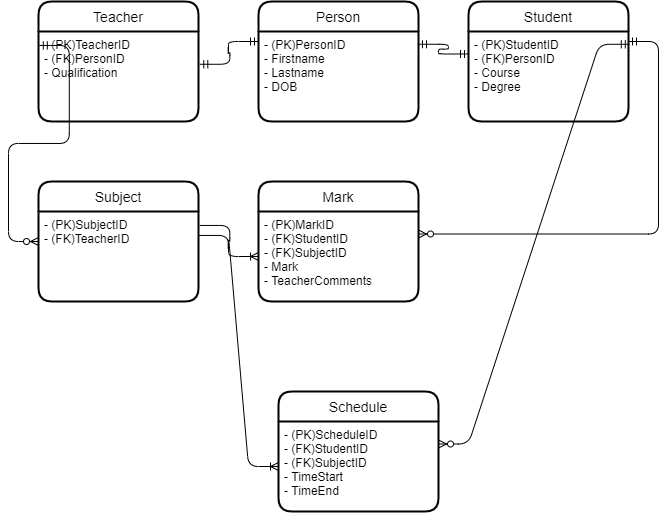 Teacher
- (PK)TeacherID
- (FK)PersonID
- Qualification
Person
- (PK)PersonID
- Firstname
- Lastname
- DOB
Student
- (PK)StudentID
- (FK)PersonID
- Course
- Degree
Subject
- (PK)SubjectID
- (FK)TeacherID
Mark
- (PK)MarkID
- (FK)StudentID
- (FK)SubjectID
- Mark
- TeacherComments
Schedule
- (PK)ScheduleID
- (FK)StudentID
- (FK)SubjectID
- TimeStart
- TimeEnd